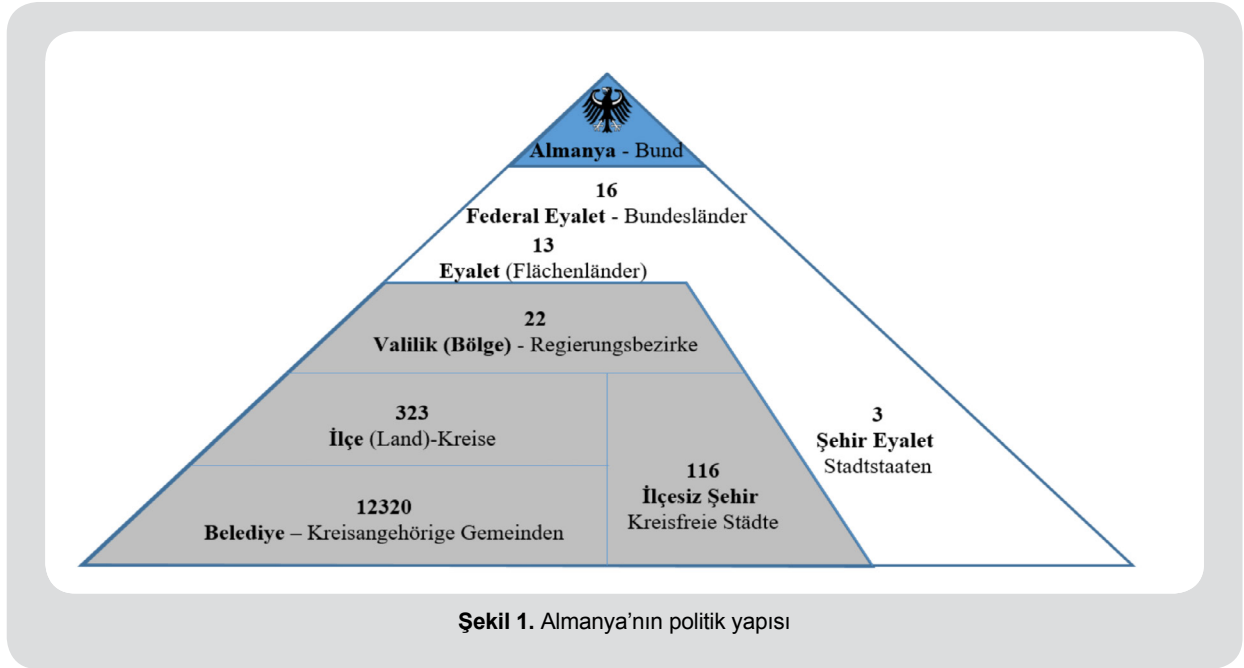 Almanya - Bund
16
Federal Eyalet - Bundesländer
13
Eyalet (Flächenländer)
22
Valilik (Bölge) - Regierungsbezirke
323
İlçe (Land)-Kreise
12320
Belediye – Kreisangehörige Gemeinden
116
İlçesiz Şehir
Kreisfreie Städte
3
Şehir Eyalet
Stadtstaaten
Şekil 1. Almanya’nın politik yapısı